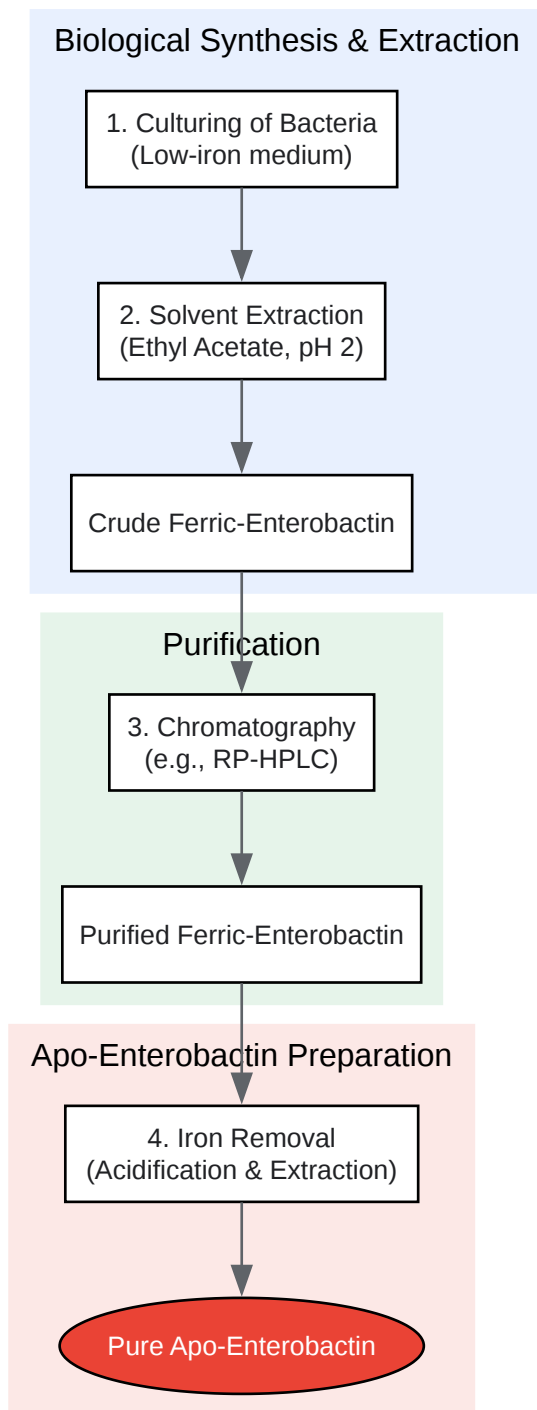 Biological Synthesis & Extraction
1. Culturing of Bacteria
(Low-iron medium)
2. Solvent Extraction
(Ethyl Acetate, pH 2)
Crude Ferric-Enterobactin
Purification
3. Chromatography
(e.g., RP-HPLC)
Purified Ferric-Enterobactin
Apo-Enterobactin Preparation
4. Iron Removal
(Acidification & Extraction)
Pure Apo-Enterobactin